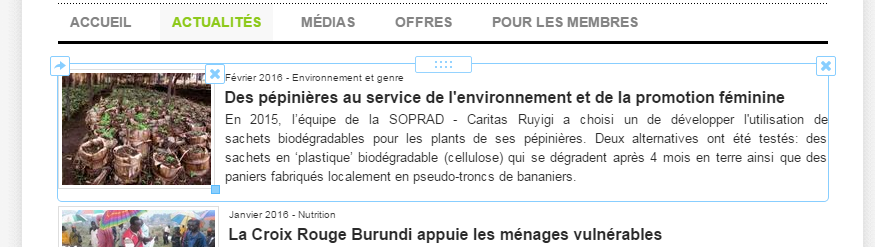 ACCUEIL ACTUALITÉS MÉDIAS OFFRES POUR LES MEMBRES
Février 2016 - Environnement et genre
Des pépinières au service de l'environnement et de la promotion féminine
En 2015, l'équipe de la SOPRAD - Caritas Ruyigi a choisi un de développer l'utilisation de
sachets biodégradables pour les plants de ses pépinières. Deux alternatives ont été testés: des
sachets en ‘plastique’ biodégradable (cellulose) qui se dégradent après 4 mois en terre ainsi que des
paniers fabriqués localement en pseudo-troncs de bananiers.
Janvier 2016 - Nutrition
La Croix Rouge Burundi appuie les ménages vulnérables